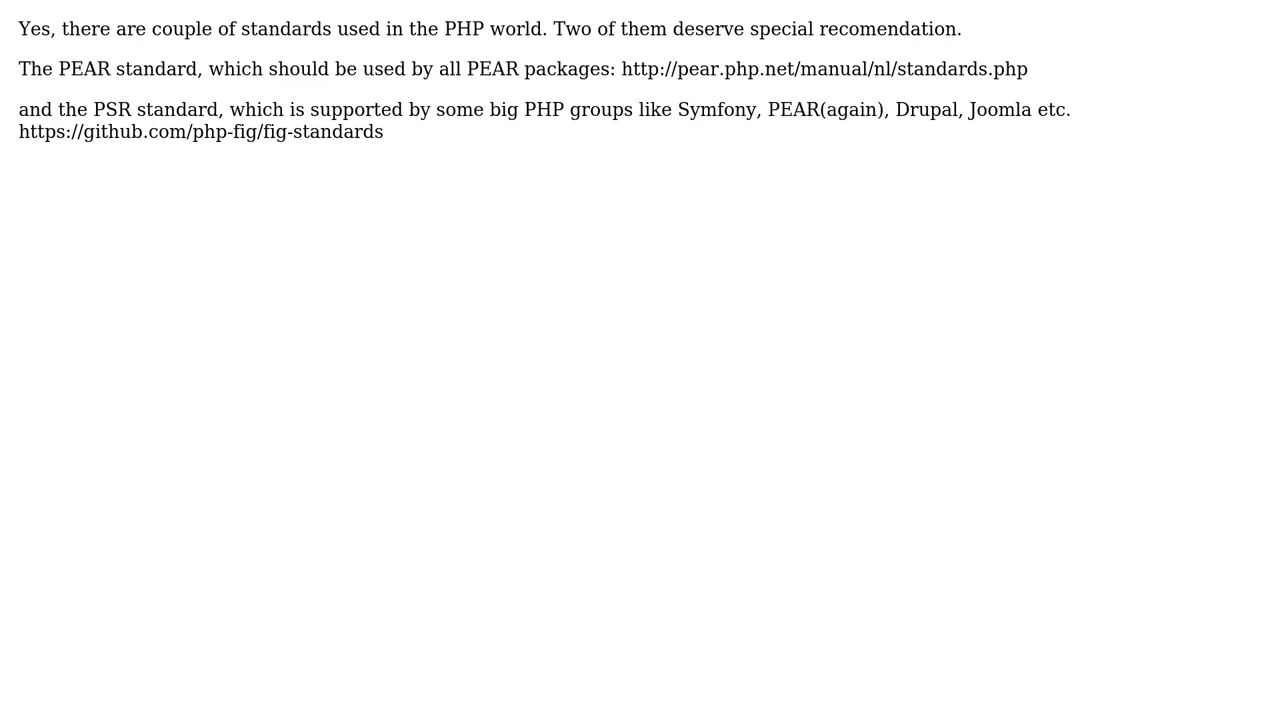 Yes, there are couple of standards used in the PHP world. Two of them deserve special recomendation.
The PEAR standard, which should be used by all PEAR packages: http://pear.php.net/manual/nl/standards.php
and the PSR standard, which is supported by some big PHP groups like Symfony, PEAR(again), Drupal, Joomla etc.
https://github.com/php-fig/fig-standards